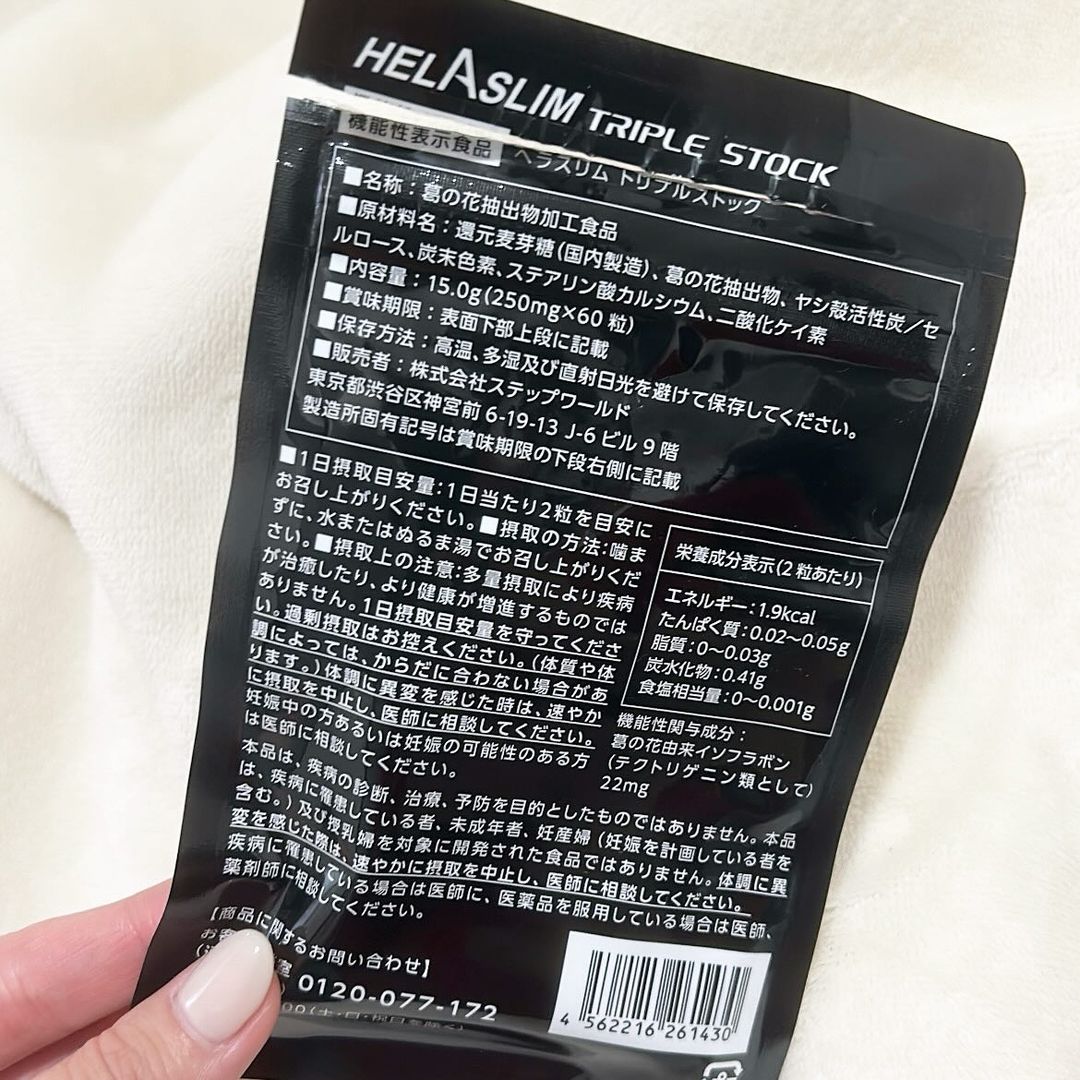 HELASLIM TRIPLE STOCK
機能性表示食品 ヘラスリム トリプルストック
■名称：葛の花抽出物加工食品
■原材料名：還元麦芽糖（国内製造）、葛の花抽出物、ヤシ殻活性炭／セ
ルロース、炭末色素、ステアリン酸カルシウム、二酸化ケイ素
■内容量：15.0g（250mg×60粒）
■賞味期限：表面下部上段に記載
■保存方法：高温、多湿及び直射日光を避けて保存してください。
■販売者：株式会社ステップワールド
東京都渋谷区神宮前 6-19-13 J-6 ビル 9 階
製造所固有記号は賞味期限の下段右側に記載
■1日摂取目安量：1日当たり2粒を目安に
お召し上がりください。■摂取の方法：噛ま
ずに、水またはぬるま湯でお召し上がりくだ
さい。■摂取上の注意：多量摂取により疾病
が治癒したり、より健康が増進するものでは
ありません。1日摂取目安量を守ってくださ
い。過剰摂取はお控えください。（体質や体
調によっては、からだに合わない場合があ
ります。）体調に異変を感じた時は、速やか
に摂取を中止し、医師に相談してください。
妊娠中の方あるいは妊娠の可能性のある方
は医師に相談してください。
栄養成分表示（2 粒あたり）
エネルギー：1.9kcal
たんぱく質：0.02〜0.05g
脂質：0〜0.03g
炭水化物：0.41g
食塩相当量：0〜0.001g
機能性関与成分：
葛の花由来イソフラボン
（テクトリゲニン類として）
22mg
本品は、疾病の診断、治療、予防を目的としたものではありません。本品
は、疾病に罹患している者、未成年者、妊産婦（妊娠を計画している者を
含む。）及び授乳婦を対象に開発された食品ではありません。体調に異
変を感じた際は、速やかに摂取を中止し、医師に相談してください。
疾病に罹患している場合は医師に、医薬品を服用している場合は医師、
薬剤師に相談してください。
【商品に関するお問い合わせ】
お客
室
0120-077-172
4 562216 261430